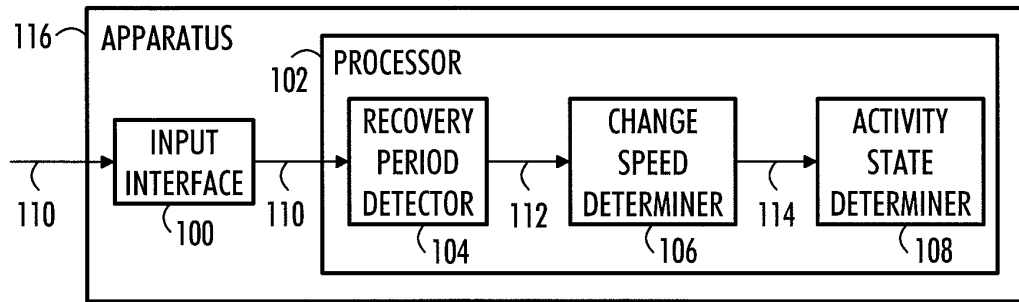 116
APPARATUS
102
PROCESSOR
INPUT
INTERFACE
100
110
110
RECOVERY
PERIOD
DETECTOR
104
112
CHANGE
SPEED
DETERMINER
106
114
ACTIVITY
STATE
DETERMINER
108